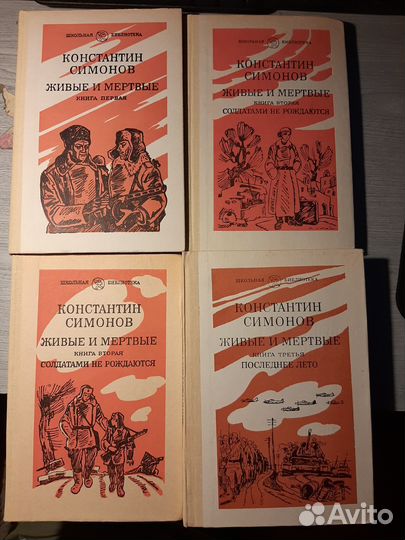 ШКОЛЬНАЯ БИБЛИОТЕКА
КОНСТАНТИН
СИМОНОВ
ЖИВЫЕ И МЕРТВЫЕ
КНИГА ПЕРВАЯ
ШКОЛЬНАЯ БИБЛИОТЕКА
КОНСТАНТИН
СИМОНОВ
ЖИВЫЕ И МЕРТВЫЕ
КНИГА ВТОРАЯ
СОЛДАТАМИ НЕ РОЖДАЮТСЯ
ШКОЛЬНАЯ БИБЛИОТЕКА
КОНСТАНТИН
СИМОНОВ
ЖИВЫЕ И МЕРТВЫЕ
КНИГА ВТОРАЯ
СОЛДАТАМИ НЕ РОЖДАЮТСЯ
ШКОЛЬНАЯ БИБЛИОТЕКА
КОНСТАНТИН
СИМОНОВ
ЖИВЫЕ И МЕРТВЫЕ
КНИГА ТРЕТЬЯ
ПОСЛЕДНЕЕ ЛЕТО
Авито